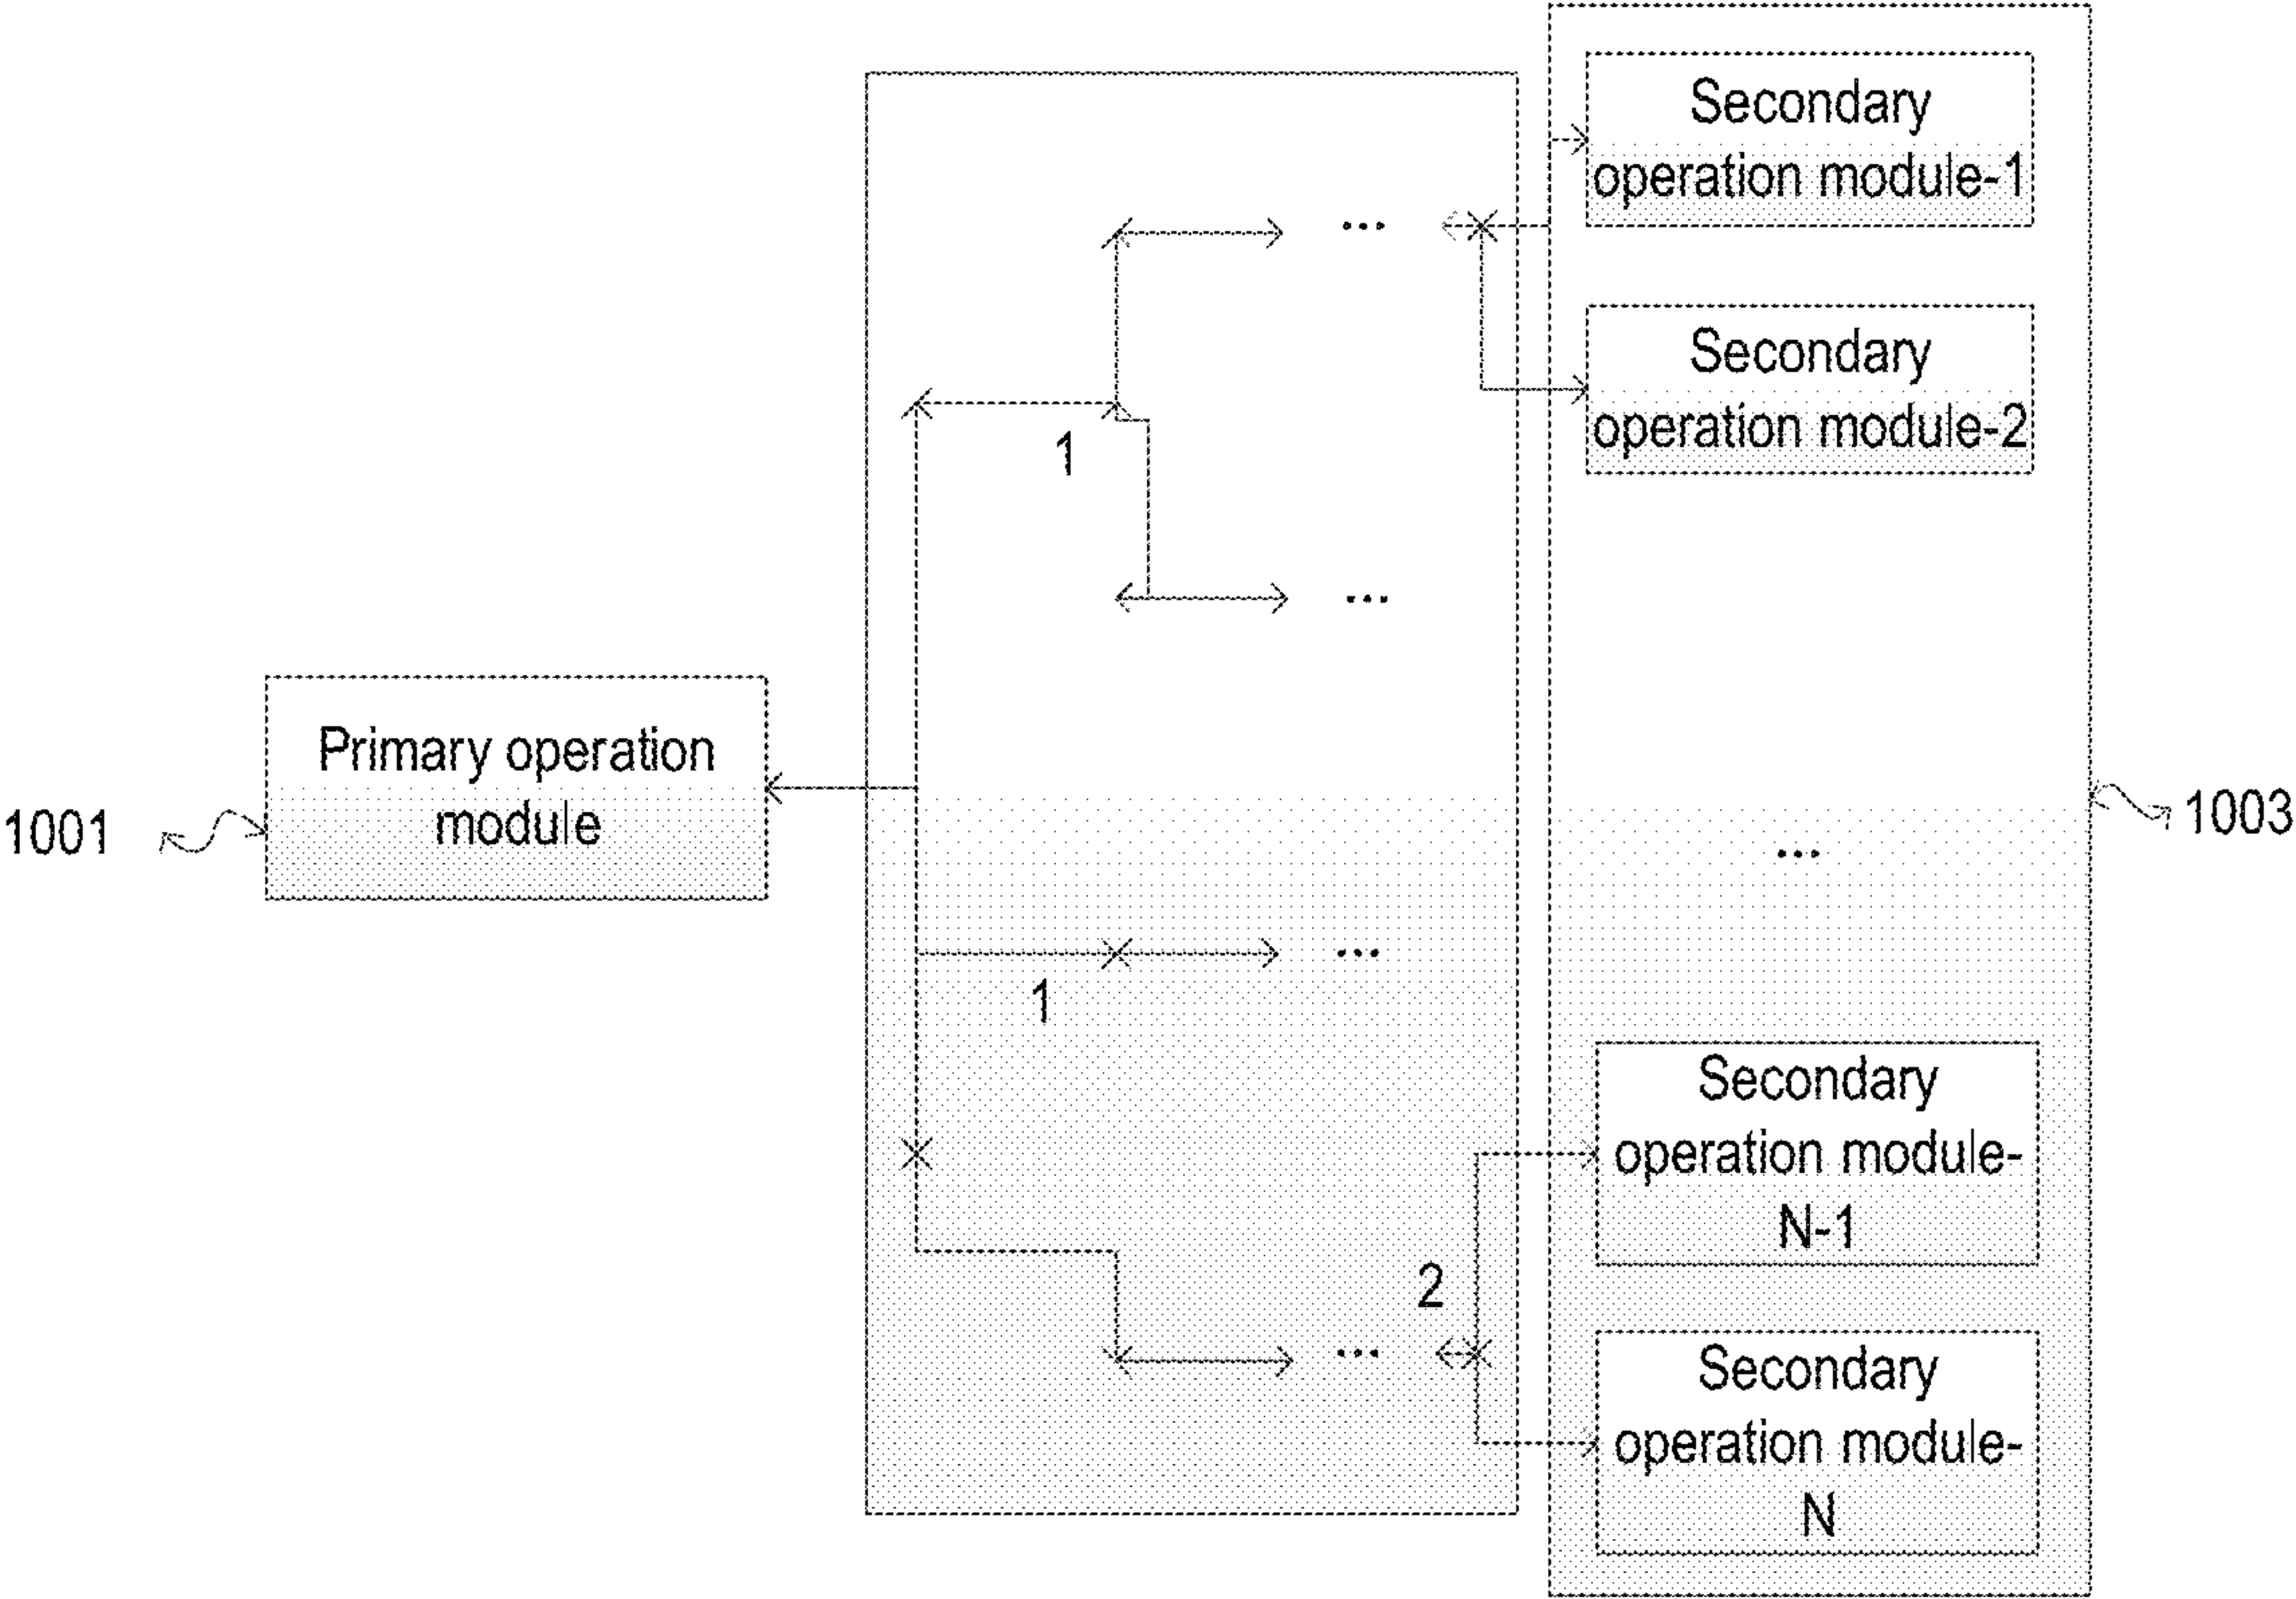 Secondary
operation module-1
...
Secondary
operation module-2
1
...
Primary operation
module
1001
1003
...
...
1
Secondary
operation module-
N-1
2
...
Secondary
operation module-
N